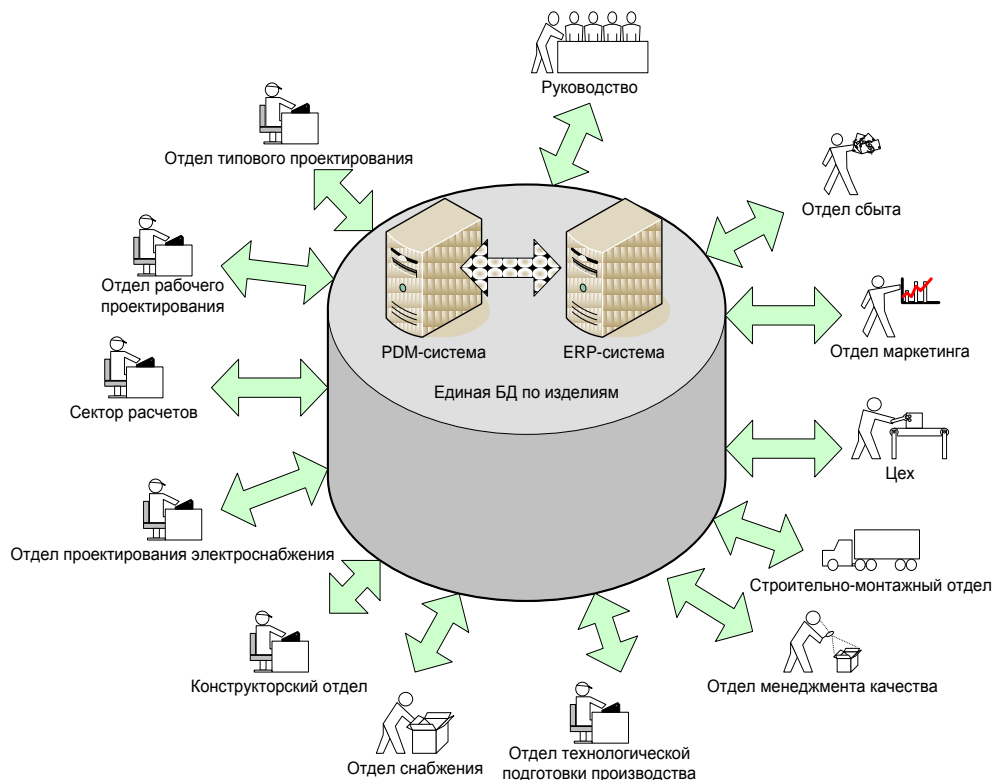 Руководство
Отдел типового проектирования
Отдел сбыта
Отдел рабочего
проектирования
Отдел маркетинга
PDM-система
ERP-система
Единая БД по изделиям
Сектор расчетов
Цех
Отдел проектирования электроснабжения
Строительно-монтажный отдел
Конструкторский отдел
Отдел менеджмента качества
Отдел снабжения
Отдел технологической
подготовки производства